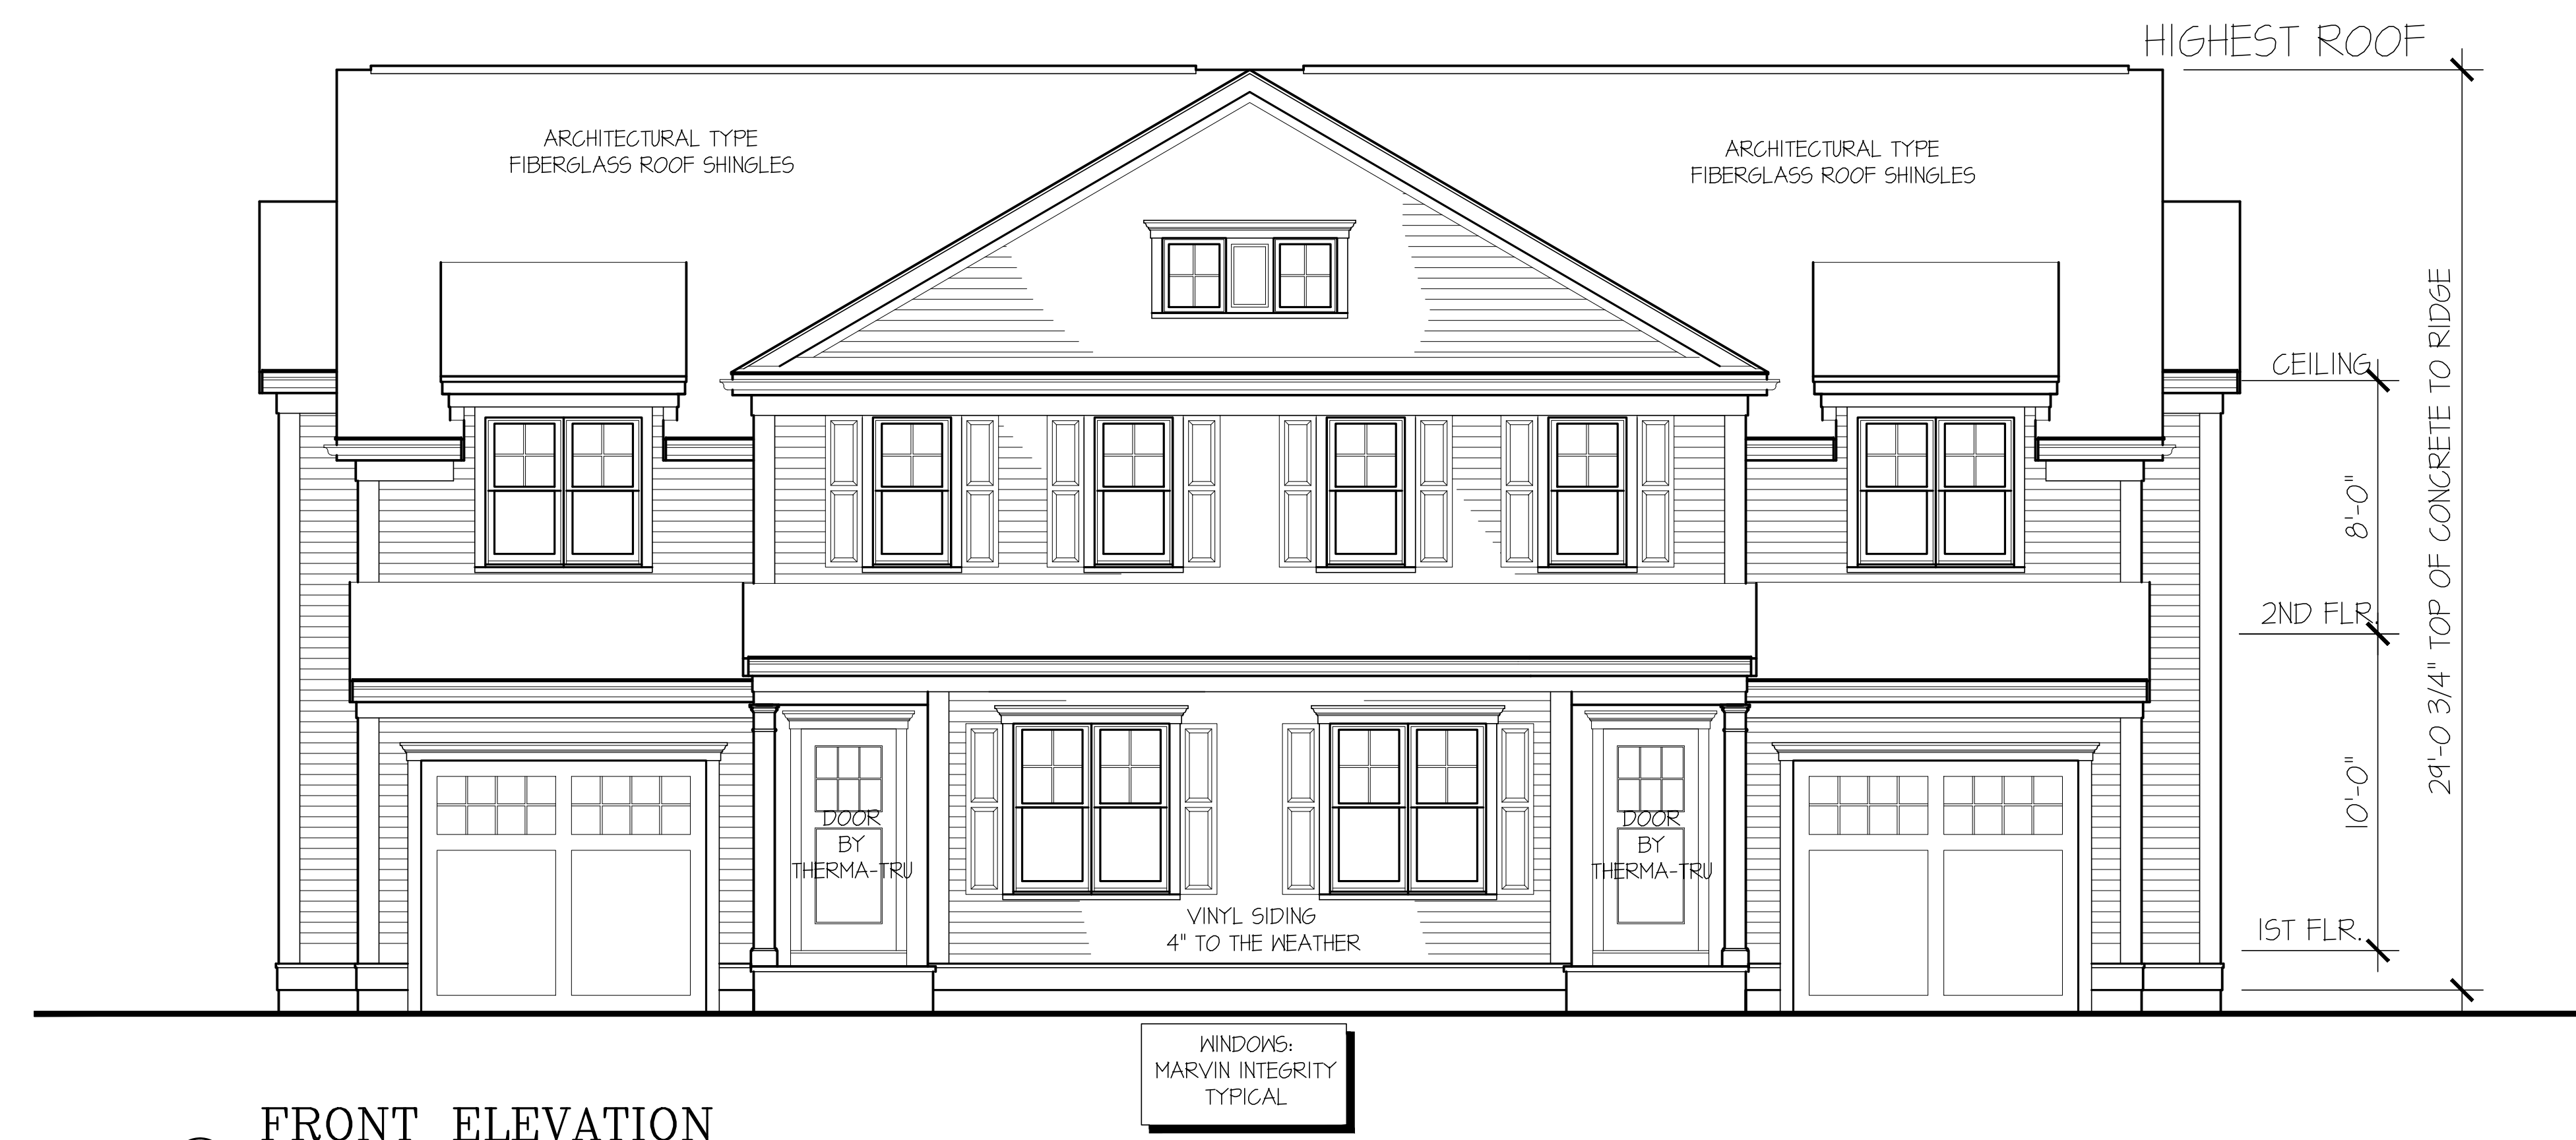 HIGHEST ROOF
ARCHITECTURAL TYPE
FIBERGLASS ROOF SHINGLES
ARCHITECTURAL TYPE
FIBERGLASS ROOF SHINGLES
CEILING
8'-0"
29'-0 3/4" TOP OF CONCRETE TO RIDGE
2ND FLR.
10'-0"
DOOR
BY
THERMA-TRU
DOOR
BY
THERMA-TRU
VINYL SIDING
4" TO THE WEATHER
1ST FLR.
WINDOWS:
MARVIN INTEGRITY
TYPICAL
FRONT ELEVATION